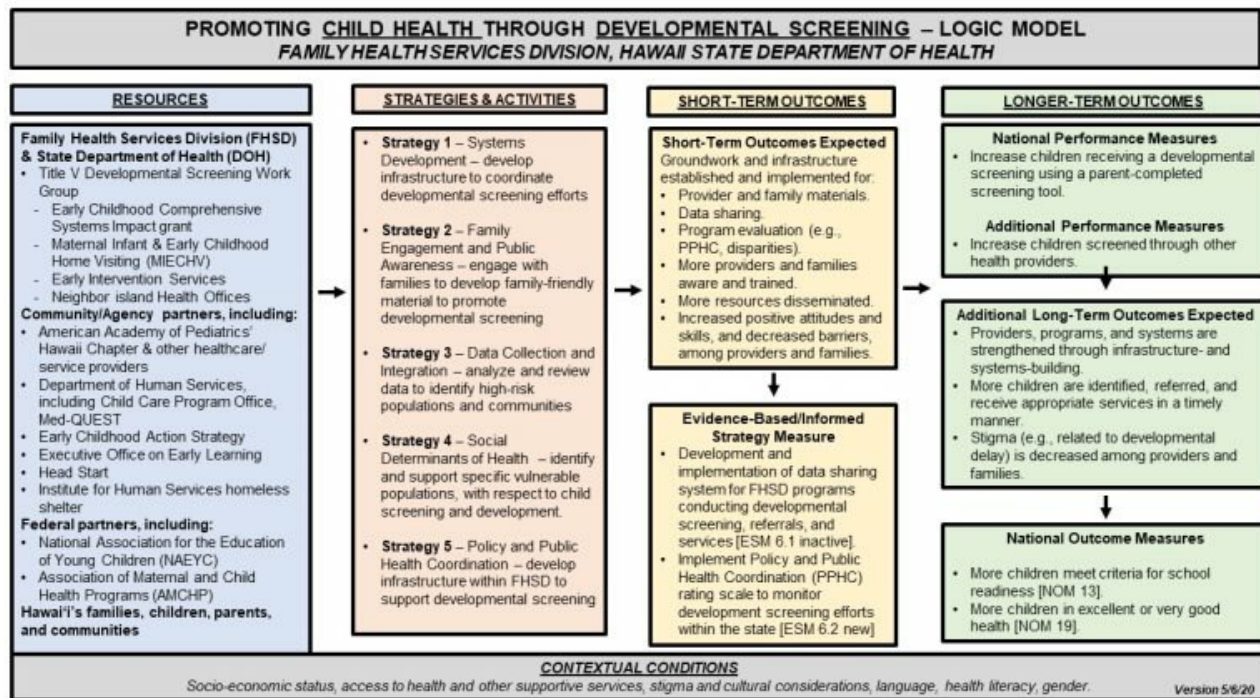 PROMOTING CHILD HEALTH THROUGH DEVELOPMENTAL SCREENING – LOGIC MODEL
FAMILY HEALTH SERVICES DIVISION, HAWAII STATE DEPARTMENT OF HEALTH
RESOURCES
Family Health Services Division (FHSD)
& State Department of Health (DOH)
• Title V Developmental Screening Work
Group
- Early Childhood Comprehensive
Systems Impact grant
- Maternal Infant & Early Childhood
Home Visiting (MIECHV)
- Early Intervention Services
- Neighbor island Health Offices
Community/Agency partners, including:
• American Academy of Pediatrics'
Hawaii Chapter & other healthcare/
service providers
• Department of Human Services,
including Child Care Program Office,
Med-QUEST
• Early Childhood Action Strategy
• Executive Office on Early Learning
• Head Start
• Institute for Human Services homeless
shelter
Federal partners, including:
• National Association for the Education
of Young Children (NAEYC)
• Association of Maternal and Child
Health Programs (AMCHP)
Hawai'i's families, children, parents,
and communities
STRATEGIES & ACTIVITIES
• Strategy 1 – Systems
Development – develop
infrastructure to coordinate
developmental screening efforts
• Strategy 2 – Family
Engagement and Public
Awareness – engage with
families to develop family-friendly
material to promote
developmental screening
• Strategy 3 – Data Collection and
Integration – analyze and review
data to identify high-risk
populations and communities
• Strategy 4 – Social
Determinants of Health – identify
and support specific vulnerable
populations, with respect to child
screening and development.
• Strategy 5 – Policy and Public
Health Coordination – develop
infrastructure within FHSD to
support developmental screening
SHORT-TERM OUTCOMES
Short-Term Outcomes Expected
Groundwork and infrastructure
established and implemented for:
• Provider and family materials.
• Data sharing.
• Program evaluation (e.g.,
PPHC, disparities).
• More providers and families
aware and trained.
• More resources disseminated.
• Increased positive attitudes and
skills, and decreased barriers,
among providers and families.
Evidence-Based/Informed
Strategy Measure
• Development and
implementation of data sharing
system for FHSD programs
conducting developmental
screening, referrals, and
services [ESM 6.1 inactive].
• Implement Policy and Public
Health Coordination (PPHC)
rating scale to monitor
development screening efforts
within the state [ESM 6.2 new]
LONGER-TERM OUTCOMES
National Performance Measures
• Increase children receiving a developmental
screening using a parent-completed
screening tool.
Additional Performance Measures
• Increase children screened through other
health providers.
Additional Long-Term Outcomes Expected
• Providers, programs, and systems are
strengthened through infrastructure- and
systems-building.
• More children are identified, referred, and
receive appropriate services in a timely
manner.
• Stigma (e.g., related to developmental
delay) is decreased among providers and
families.
National Outcome Measures
• More children meet criteria for school
readiness [NOM 13].
• More children in excellent or very good
health [NOM 19].
CONTEXTUAL CONDITIONS
Socio-economic status, access to health and other supportive services, stigma and cultural considerations, language, health literacy, gender.
Version 5/6/20